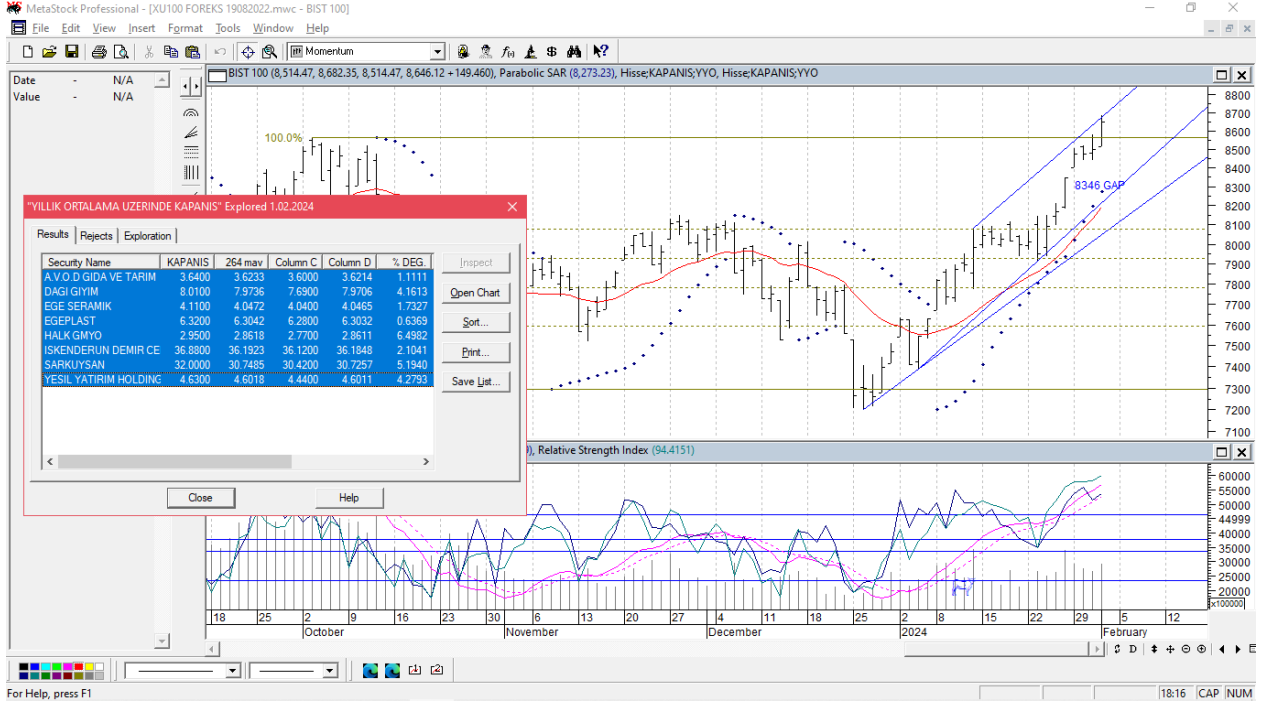 MetaStock Professional - [XU100 FOREKS 19082022.mwc - BIST 100]
File Edit View Insert Format Tools Window Help
Momentum
Date - N/A
Value - N/A
BIST 100 (8,514.47, 8,682.35, 8,514.47, 8,646.12 +149.460), Parabolic SAR (8,273.23), Hisse;KAPANIS;YYO, Hisse;KAPANIS;YYO
100.0%
8346 GAP
8800
8700
8600
8500
8400
8300
8200
8100
8000
7900
7800
7700
7600
7500
7400
7300
7200
7100
"YILLIK ORTALAMA UZERINDE KAPANIS" Explored 1.02.2024
Results Rejects Exploration
Security Name KAPANIS 264 mav Column C Column D % DEG.
A.V.O.D GIDA VE TARIM 3.6400 3.6233 3.6000 3.6214 1.1111
DAGI GIYIM 8.0100 7.9736 7.6900 7.9706 4.1613
EGE SERAMIK 4.1100 4.0472 4.0400 4.0465 1.7327
EGEPLAST 6.3200 6.3042 6.2800 6.3032 0.6369
HALK GMYO 2.9500 2.8618 2.7700 2.8611 6.4982
ISKENDERUN DEMIR CE 36.8800 36.1923 36.1200 36.1848 2.1041
SARKUYSAN 32.0000 30.7485 30.4200 30.7257 5.1940
YESIL YATIRIM HOLDING 4.6300 4.6018 4.4400 4.6011 4.2793
Inspect
Open Chart
Sort...
Print...
Save List...
Close Help
), Relative Strength Index (94.4151)
60000
55000
50000
44999
40000
35000
30000
25000
20000
x100000
18 25 2 9 16 23 30 6 13 20 27 4 11 18 25 2 8 15 22 29 5 12
October November December 2024 February
D
For Help, press F1
18:16 CAP NUM